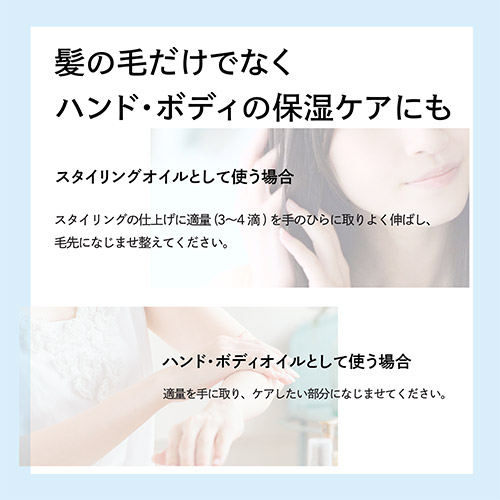 髪の毛だけでなく
ハンド・ボディの保湿ケアにも
スタイリングオイルとして使う場合
スタイリングの仕上げに適量(3〜4滴)を手のひらに取りよく伸ばし、
毛先になじませ整えてください。
ハンド・ボディオイルとして使う場合
適量を手に取り、ケアしたい部分になじませてください。